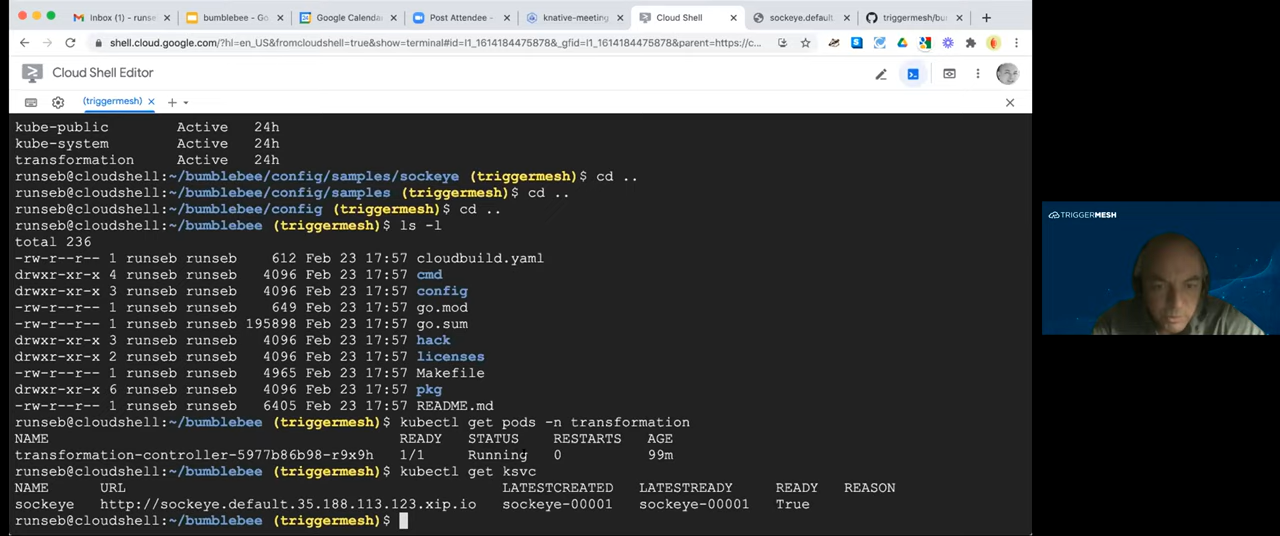 Inbox (1) - runse
bumblebee - Go
Google Calenda
Post Attendee -
knative-meeting
Cloud Shell
sockeye.default.
triggermesh/bu
shell.cloud.google.com/?hl=en_US&fromcloudshell=true&show=terminal#id=I1_1614184475878&_gfid=I1_1614184475878&parent=https://c...
Cloud Shell Editor
(triggermesh)
kube-public Active 24h
kube-system Active 24h
transformation Active 24h
runseb@cloudshell:~/bumblebee/config/samples/sockeye (triggermesh)$ cd ..
runseb@cloudshell:~/bumblebee/config/samples (triggermesh)$ cd ..
runseb@cloudshell:~/bumblebee/config (triggermesh)$ cd ..
runseb@cloudshell:~/bumblebee (triggermesh)$ ls -l
total 236
-rw-r--r-- 1 runseb runseb 612 Feb 23 17:57 cloudbuild.yaml
drwxr-xr-x 4 runseb runseb 4096 Feb 23 17:57 cmd
drwxr-xr-x 3 runseb runseb 4096 Feb 23 17:57 config
-rw-r--r-- 1 runseb runseb 649 Feb 23 17:57 go.mod
-rw-r--r-- 1 runseb runseb 195898 Feb 23 17:57 go.sum
drwxr-xr-x 3 runseb runseb 4096 Feb 23 17:57 hack
drwxr-xr-x 2 runseb runseb 4096 Feb 23 17:57 licenses
-rw-r--r-- 1 runseb runseb 4965 Feb 23 17:57 Makefile
drwxr-xr-x 6 runseb runseb 4096 Feb 23 17:57 pkg
-rw-r--r-- 1 runseb runseb 6405 Feb 23 17:57 README.md
runseb@cloudshell:~/bumblebee (triggermesh)$ kubectl get pods -n transformation
NAME READY STATUS RESTARTS AGE
transformation-controller-5977b86b98-r9x9h 1/1 Running 0 99m
runseb@cloudshell:~/bumblebee (triggermesh)$ kubectl get ksvc
NAME URL LATESTCREATED LATESTREADY READY REASON
sockeye http://sockeye.default.35.188.113.123.xip.io sockeye-00001 sockeye-00001 True
runseb@cloudshell:~/bumblebee (triggermesh)$
TRIGGERMESH